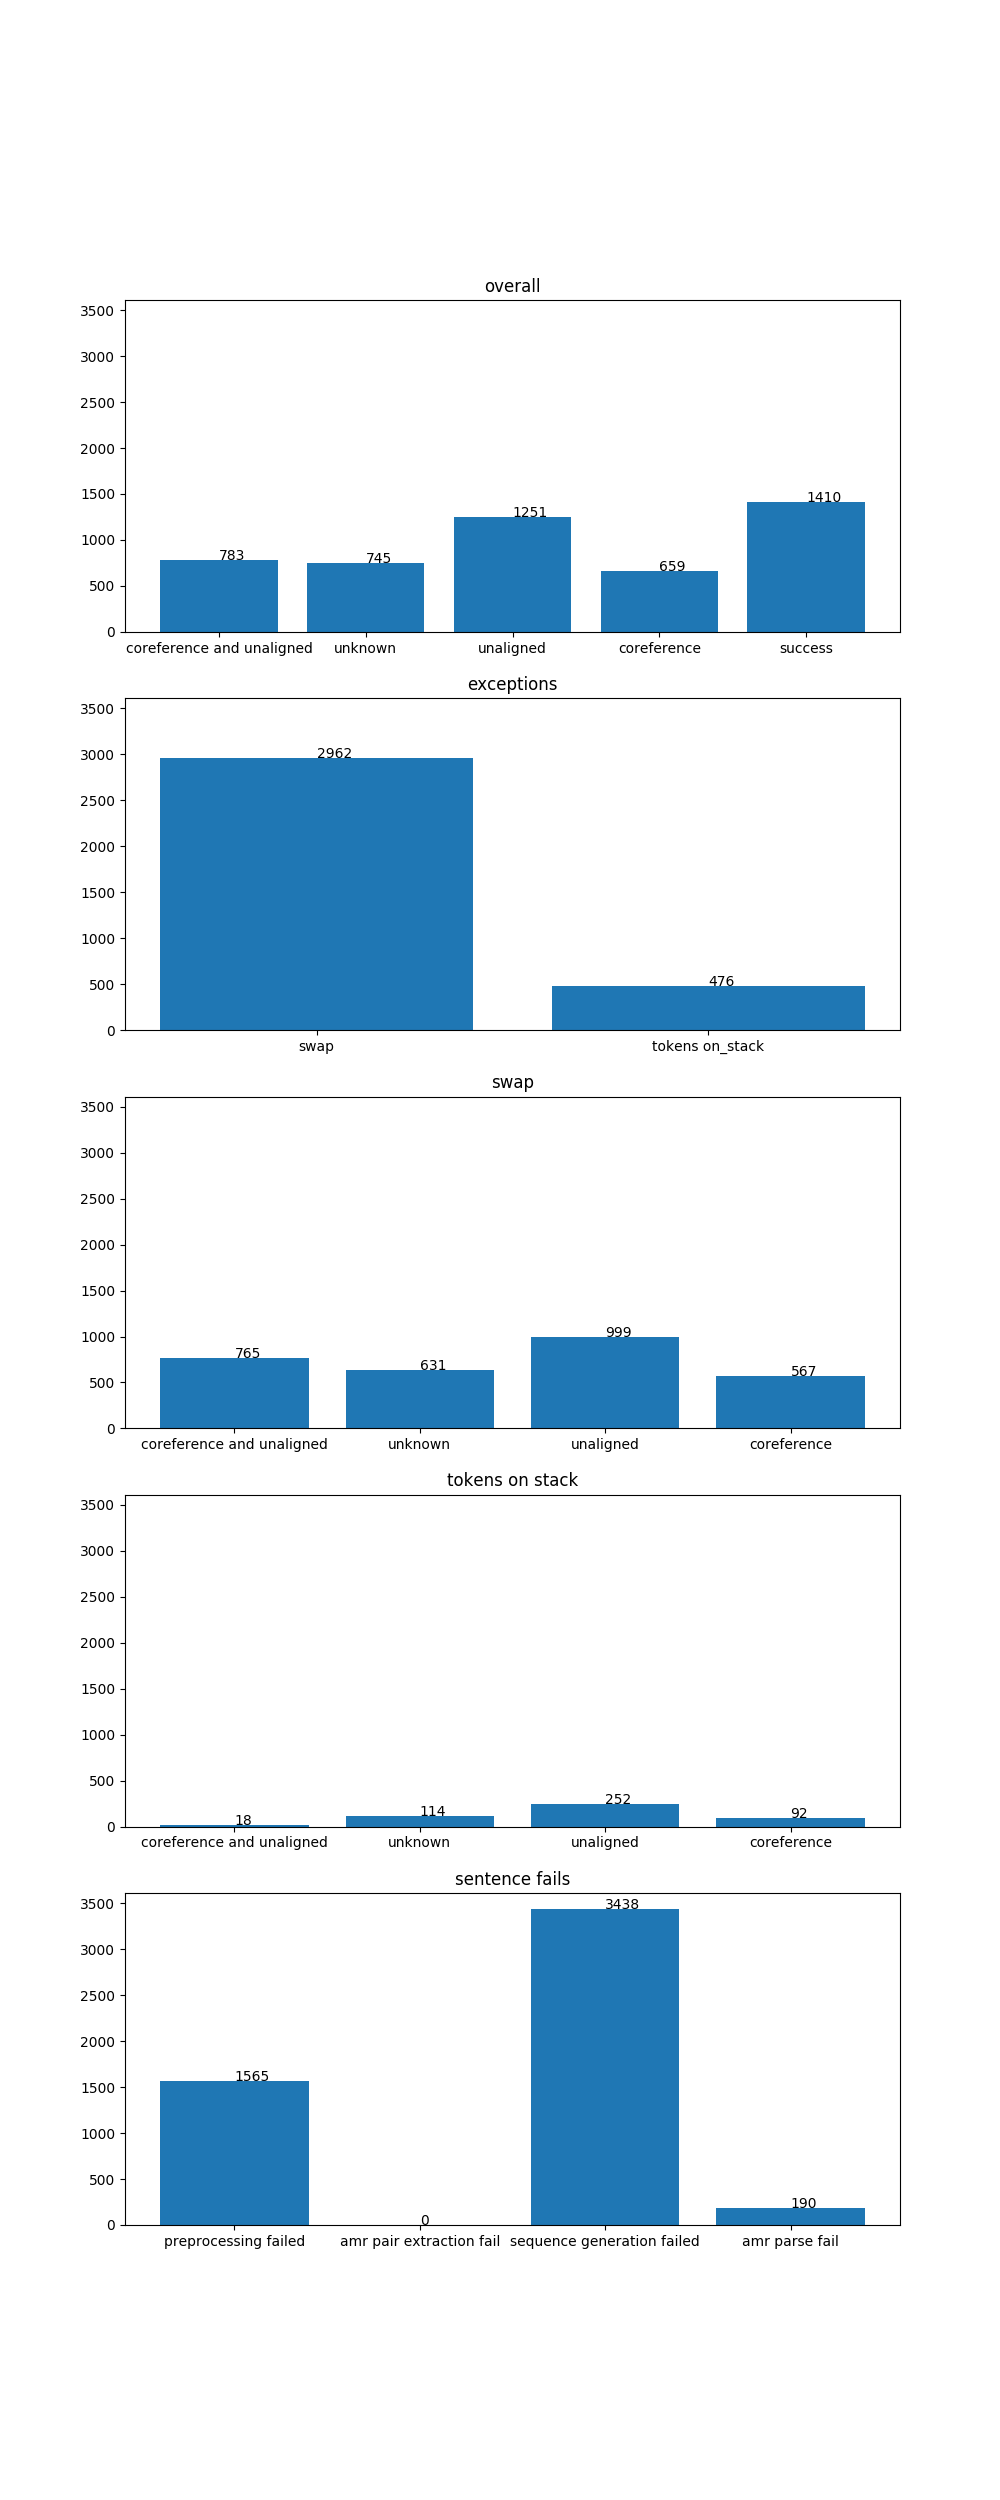 overall
3500
3000
2500
2000
1500
1000
500
0
783
745
1251
659
1410
coreference and unaligned
unknown
unaligned
coreference
success
exceptions
3500
3000
2500
2000
1500
1000
500
0
2962
476
swap
tokens on_stack
swap
3500
3000
2500
2000
1500
1000
500
0
765
631
999
567
coreference and unaligned
unknown
unaligned
coreference
tokens on stack
3500
3000
2500
2000
1500
1000
500
0
18
114
252
92
coreference and unaligned
unknown
unaligned
coreference
sentence fails
3500
3000
2500
2000
1500
1000
500
0
1565
0
3438
190
preprocessing failed
amr pair extraction fail
sequence generation failed
amr parse fail